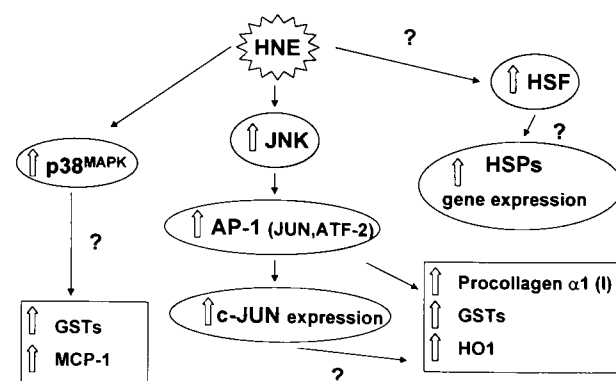 HNE
?
⇧ HSF
?
⇧ JNK
⇧ p38MAPK
⇧ HSPs
gene expression
⇧ AP-1 (JUN,ATF-2)
?
⇧ Procollagen α1 (I)
⇧ GSTs
⇧ HO1
⇧ c-JUN expression
⇧ GSTs
⇧ MCP-1
?